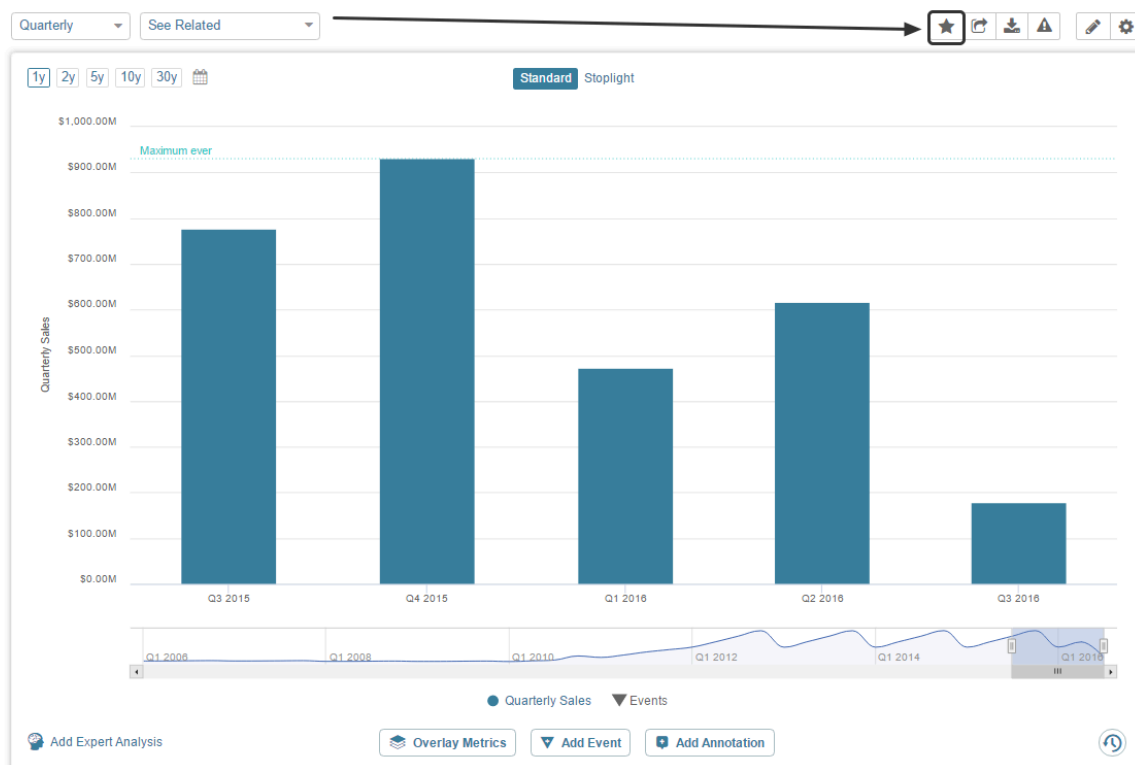 Quarterly
See Related
1y 2y 5y 10y 30y
Standard Stoplight
$1,000.00M
Maximum ever
$900.00M
$800.00M
$700.00M
$600.00M
$500.00M
$400.00M
$300.00M
$200.00M
$100.00M
$0.00M
Quarterly Sales
Q3 2015 Q4 2015 Q1 2016 Q2 2016 Q3 2016
Q1 2006 Q1 2008 Q1 2010 Q1 2012 Q1 2014 Q1 2016
Quarterly Sales Events
Add Expert Analysis Overlay Metrics Add Event Add Annotation